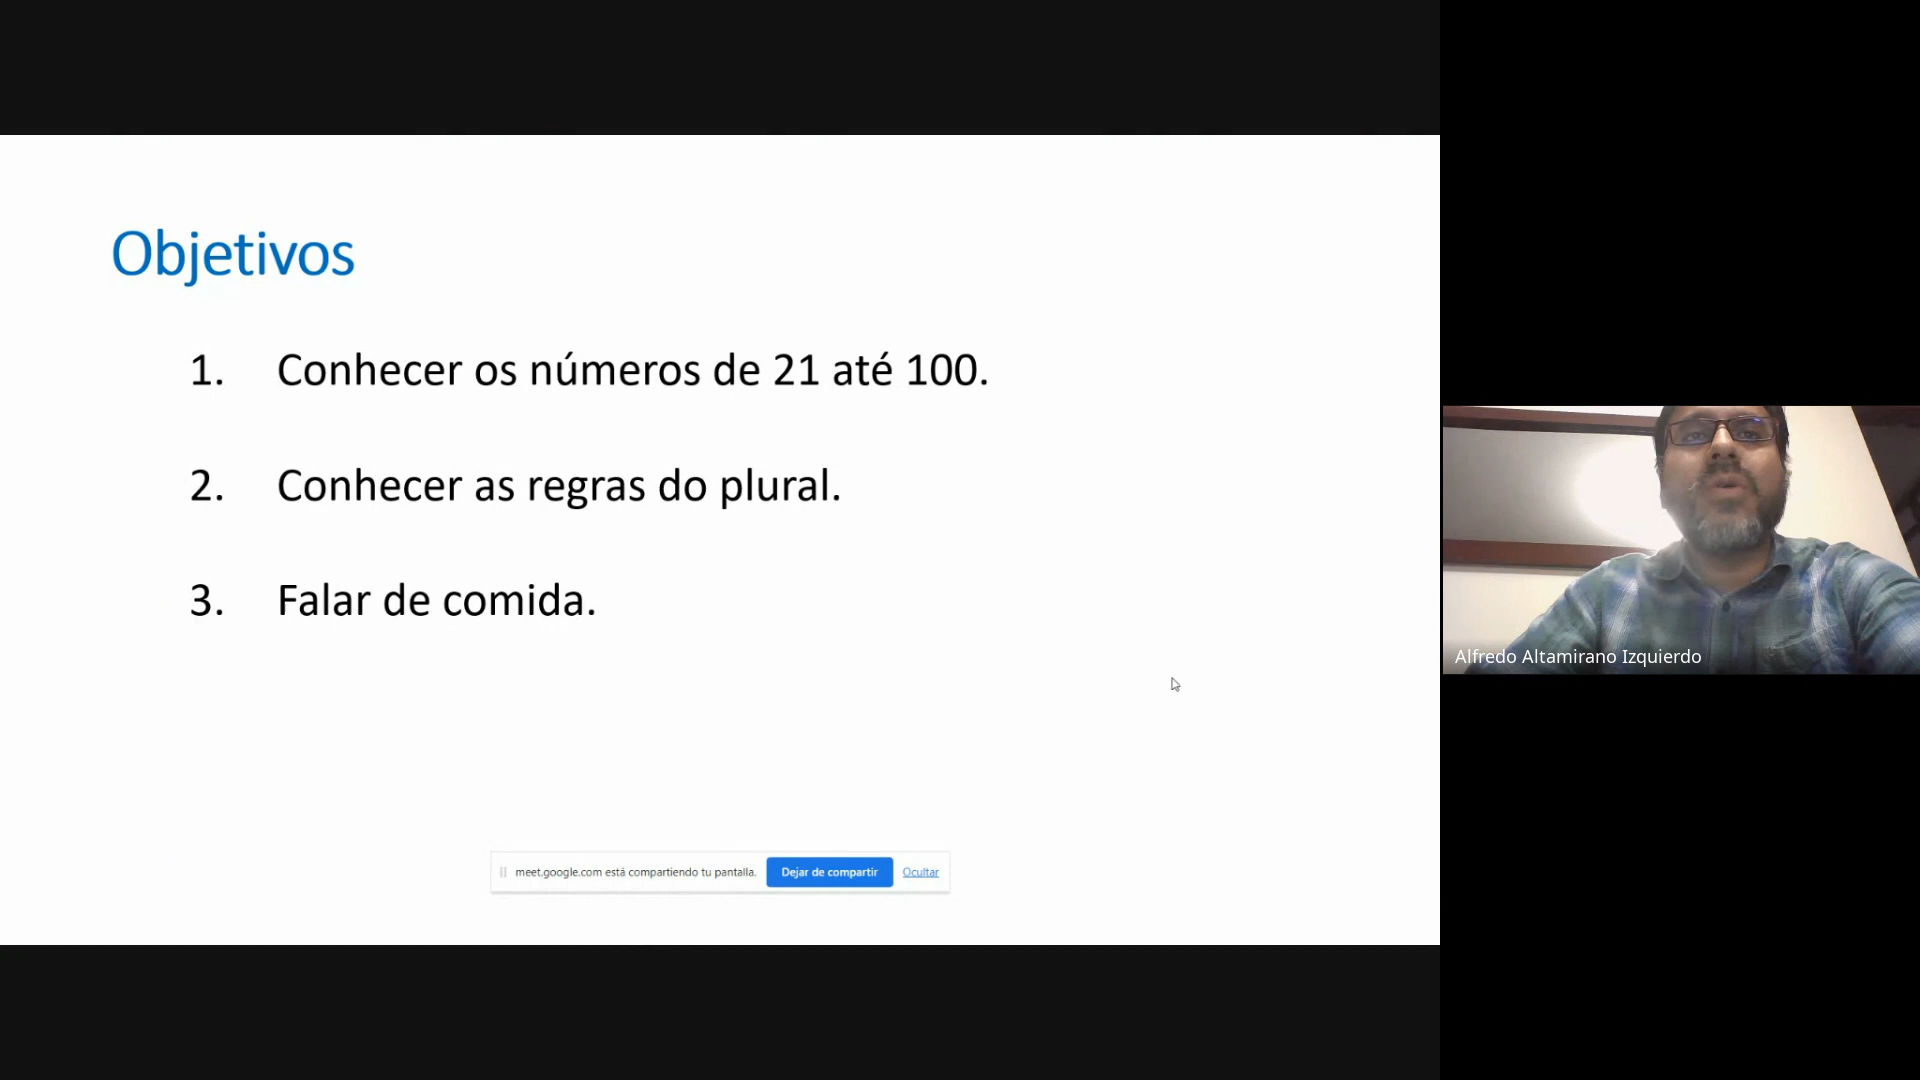 Objetivos
1. Conhecer os números de 21 até 100.
2. Conhecer as regras do plural.
3. Falar de comida.
meet.google.com está compartiendo tu pantalla. Dejar de compartir Ocultar
Alfredo Altamirano Izquierdo